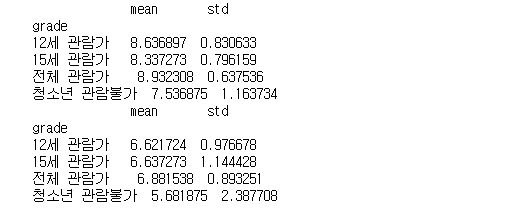 mean std
grade
12세 관람가 8.636897 0.830633
15세 관람가 8.337273 0.796159
전체 관람가 8.932308 0.637536
청소년 관람불가 7.536875 1.163734
mean std
grade
12세 관람가 6.621724 0.976678
15세 관람가 6.637273 1.144428
전체 관람가 6.881538 0.893251
청소년 관람불가 5.681875 2.387708